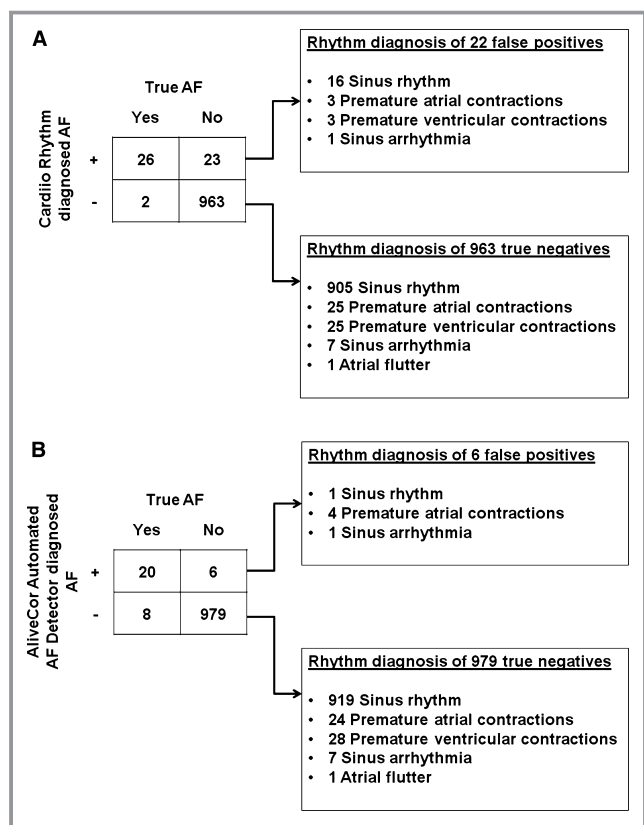 A
Rhythm diagnosis of 22 false positives
• 16 Sinus rhythm
• 3 Premature atrial contractions
• 3 Premature ventricular contractions
• 1 Sinus arrhythmia
True AF
Yes No
Cardiio Rhythm
diagnosed AF
+ 26 23
- 2 963
Rhythm diagnosis of 963 true negatives
• 905 Sinus rhythm
• 25 Premature atrial contractions
• 25 Premature ventricular contractions
• 7 Sinus arrhythmia
• 1 Atrial flutter
B
Rhythm diagnosis of 6 false positives
• 1 Sinus rhythm
• 4 Premature atrial contractions
• 1 Sinus arrhythmia
True AF
Yes No
AliveCor Automated
AF Detector diagnosed
AF
+ 20 6
- 8 979
Rhythm diagnosis of 979 true negatives
• 919 Sinus rhythm
• 24 Premature atrial contractions
• 28 Premature ventricular contractions
• 7 Sinus arrhythmia
• 1 Atrial flutter